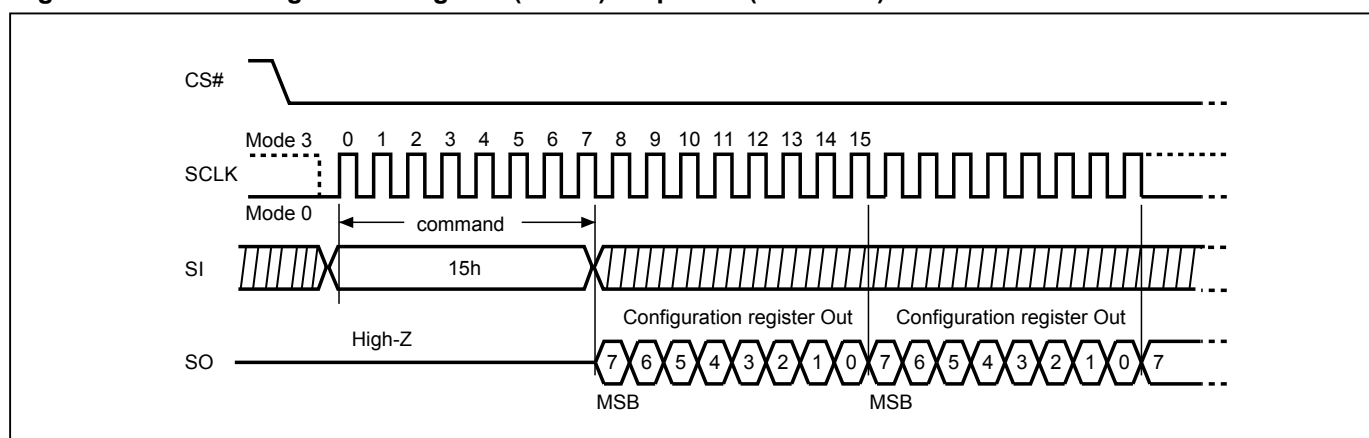 CS#
Mode 3 0 1 2 3 4 5 6 7 8 9 10 11 12 13 14 15
SCLK
Mode 0
command
SI 15h
Configuration register Out Configuration register Out
High-Z
SO 7 6 5 4 3 2 1 0 7 6 5 4 3 2 1 0 7
MSB MSB